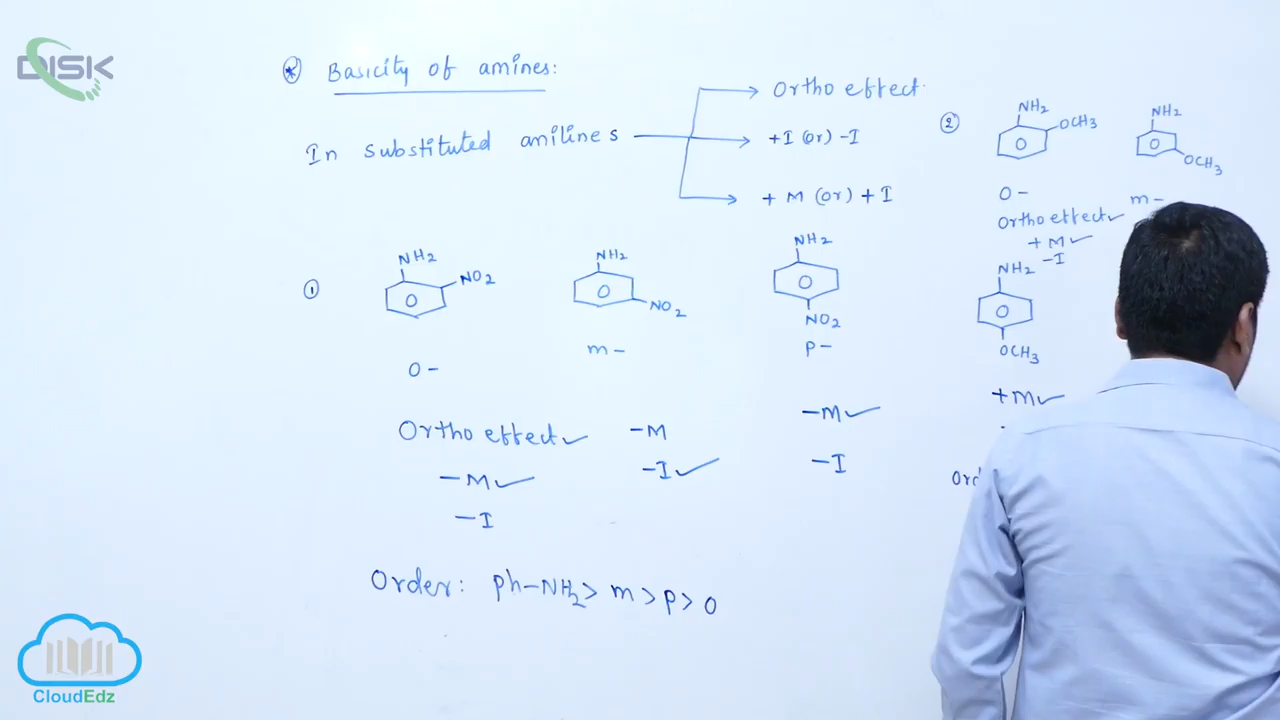 DISK
* Basicity of amines:
In substituted anilines
Ortho effect
+I (or) -I
+ M (or) + I
1
NH2
NO2
O -
Ortho effect ✓
- M ✓
- I
NH2
NO2
m -
- M
- I ✓
NH2
NO2
p -
- M ✓
- I
Order: ph-NH2 > m > p > o
2
NH2
OCH3
O -
Ortho effect ✓
+ M ✓
- I
NH2
OCH3
m -
NH2
OCH3
+ M ✓
CloudEdz